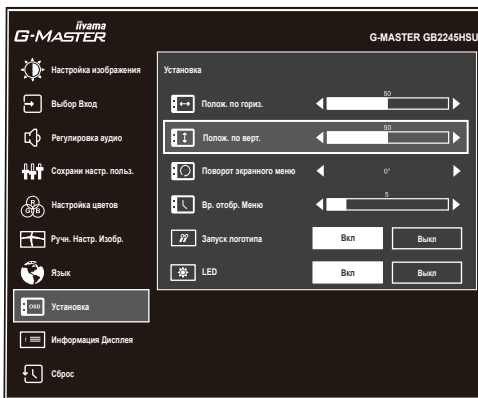 iiyama
G-MASTER
G-MASTER GB2245HSU
Настройка изображения
Выбор Вход
Регулировка аудио
Сохрани настр. польз.
R
G B
Настройка цветов
Ручн. Настр. Изобр.
Язык
OSD
Установка
Информация Дисплея
Сброс
Установка
Полож. по гориз.
50
Полож. по верт.
50
Поворот экранного меню
0°
Вр. отобр. Меню
5
Запуск логотипа
Вкл
Выкл
LED
Вкл
Выкл